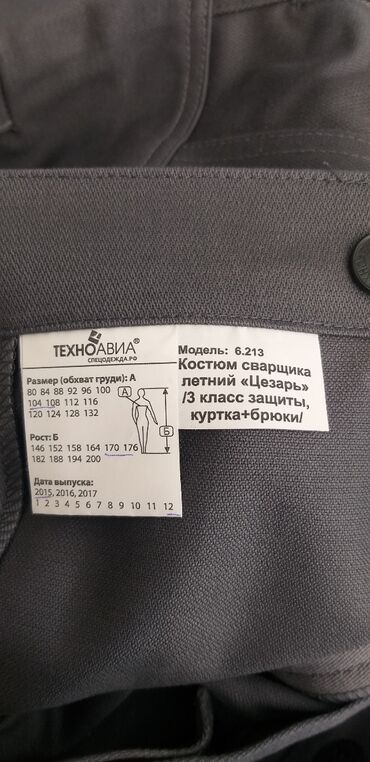 ТЕХНОАВИА®
СПЕЦОДЕЖДА.РФ
Размер (обхват груди): А
80 84 88 92 96 100
104 108 112 116
120 124 128 132
А
Б
Рост: Б
146 152 158 164 170 176
182 188 194 200
Дата выпуска:
2015, 2016, 2017
1 2 3 4 5 6 7 8 9 10 11 12
Модель: 6.213
Костюм сварщика
летний «Цезарь»
/3 класс защиты,
куртка+брюки/